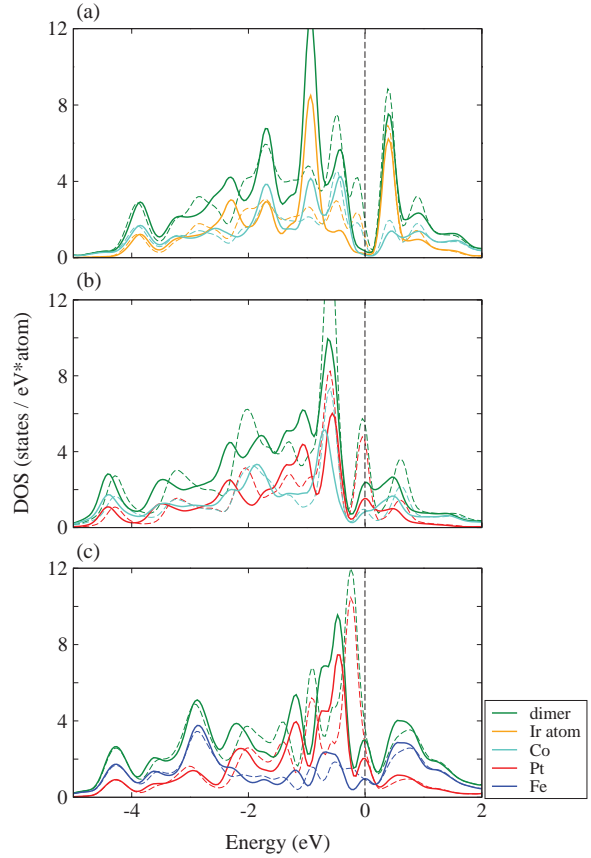 (a)
12
8
4
0
(b)
12
8
4
0
(c)
12
8
4
0
-4
-2
0
2
DOS (states / eV*atom)
Energy (eV)
dimer
Ir atom
Co
Pt
Fe